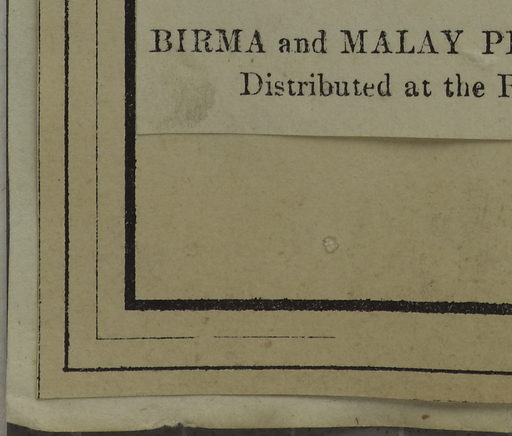 BIRMA and MALAY
Distributed at the